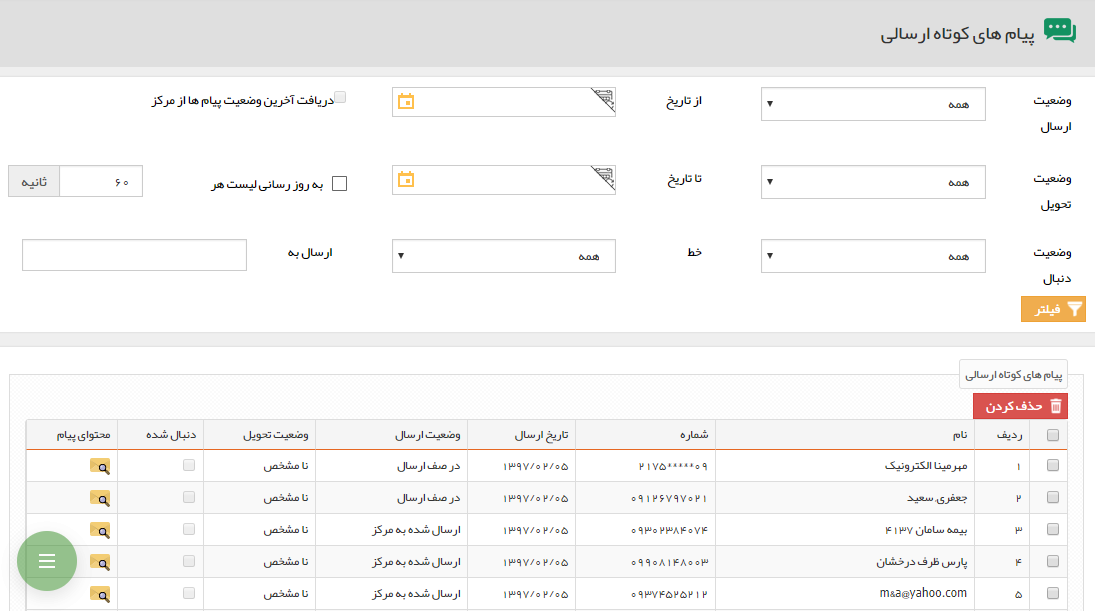 پیام های کوتاه ارسالی
وضعیت ارسال همه از تاریخ دریافت آخرین وضعیت پیام ها از مرکز
وضعیت تحویل همه تا تاریخ به روز رسانی لیست هر ۶۰ ثانیه
وضعیت دنبال همه خط همه ارسال به
فیلتر
پیام های کوتاه ارسالی
حذف کردن
ردیف نام شماره تاریخ ارسال وضعیت ارسال وضعیت تحویل دنبال شده محتوای پیام
۱ مهرمینا الکترونیک ۲۱۷۵*****۰۹ ۱۳۹۷/۰۲/۰۵ در صف ارسال نا مشخص
۲ جعفری.سعید ۰۹۱۲۶۷۹۷۰۲۱ ۱۳۹۷/۰۲/۰۵ در صف ارسال نا مشخص
۳ بیمه سامان ۴۱۳۷ ۰۹۳۰۲۳۸۴۰۷۴ ۱۳۹۷/۰۲/۰۵ ارسال شده به مرکز نا مشخص
۴ پارس ظرف درخشان ۰۹۹۰۸۱۴۸۰۰۳ ۱۳۹۷/۰۲/۰۵ ارسال شده به مرکز نا مشخص
۵ m&a@yahoo.com ۰۹۳۷۴۵۲۵۲۱۲ ۱۳۹۷/۰۲/۰۵ ارسال شده به مرکز نا مشخص